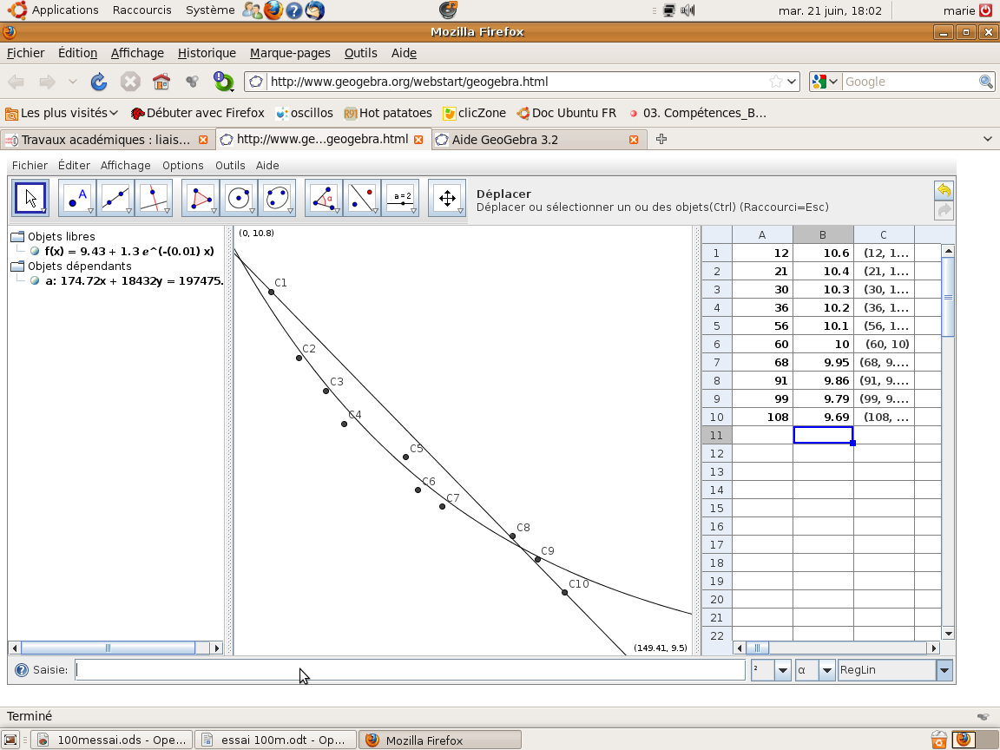 Applications Raccourcis Système mar. 21 juin, 18:02 marie
Mozilla Firefox
Fichier Édition Affichage Historique Marque-pages Outils Aide
http://www.geogebra.org/webstart/geogebra.html Google
Les plus visités Débuter avec Firefox oscillos Hot patatoes clicZone Doc Ubuntu FR 03. Compétences_B...
Travaux académiques : liais... http://www.ge...geogebra.html Aide GeoGebra 3.2
Fichier Éditer Affichage Options Outils Aide
A α a = 2
Déplacer
Déplacer ou sélectionner un ou des objets(Ctrl) (Raccourci=Esc)
Objets libres
f(x) = 9.43 + 1.3 e^(-(0.01) x)
Objets dépendants
a: 174.72x + 18432y = 197475.
(0, 10.8)
C1
C2
C3
C4
C5
C6
C7
C8
C9
C10
(149.41, 9.5)
A B C
1 12 10.6 (12, 1...
2 21 10.4 (21, 1...
3 30 10.3 (30, 1...
4 36 10.2 (36, 1...
5 56 10.1 (56, 1...
6 60 10 (60, 10)
7 68 9.95 (68, 9....
8 91 9.86 (91, 9....
9 99 9.79 (99, 9....
10 108 9.69 (108, ...
11
12
13
14
15
16
17
18
19
20
21
22
Saisie: ² α RegLin
Terminé
100messai.ods - Ope... essai 100m.odt - Op... Mozilla Firefox